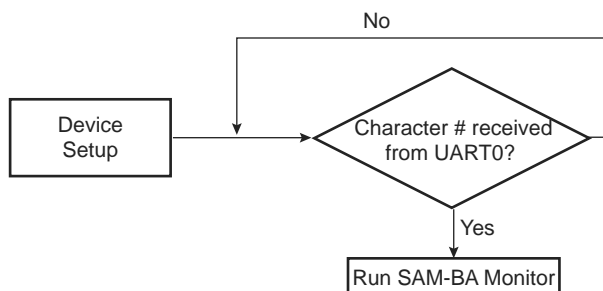 No
Device
Setup
Character # received
from UART0?
Yes
Run SAM-BA Monitor